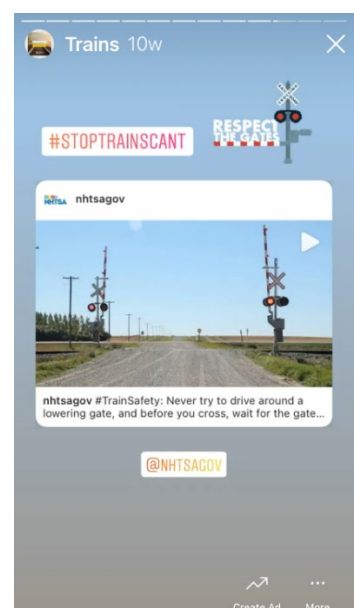 Trains 10w
#STOPTRAINSCANT
RESPECT
THE GATES
NHTSA
nhtsagov
nhtsagov #TrainSafety: Never try to drive around a
lowering gate, and before you cross, wait for the gate...
@NHTSAGOV
Create Ad
More